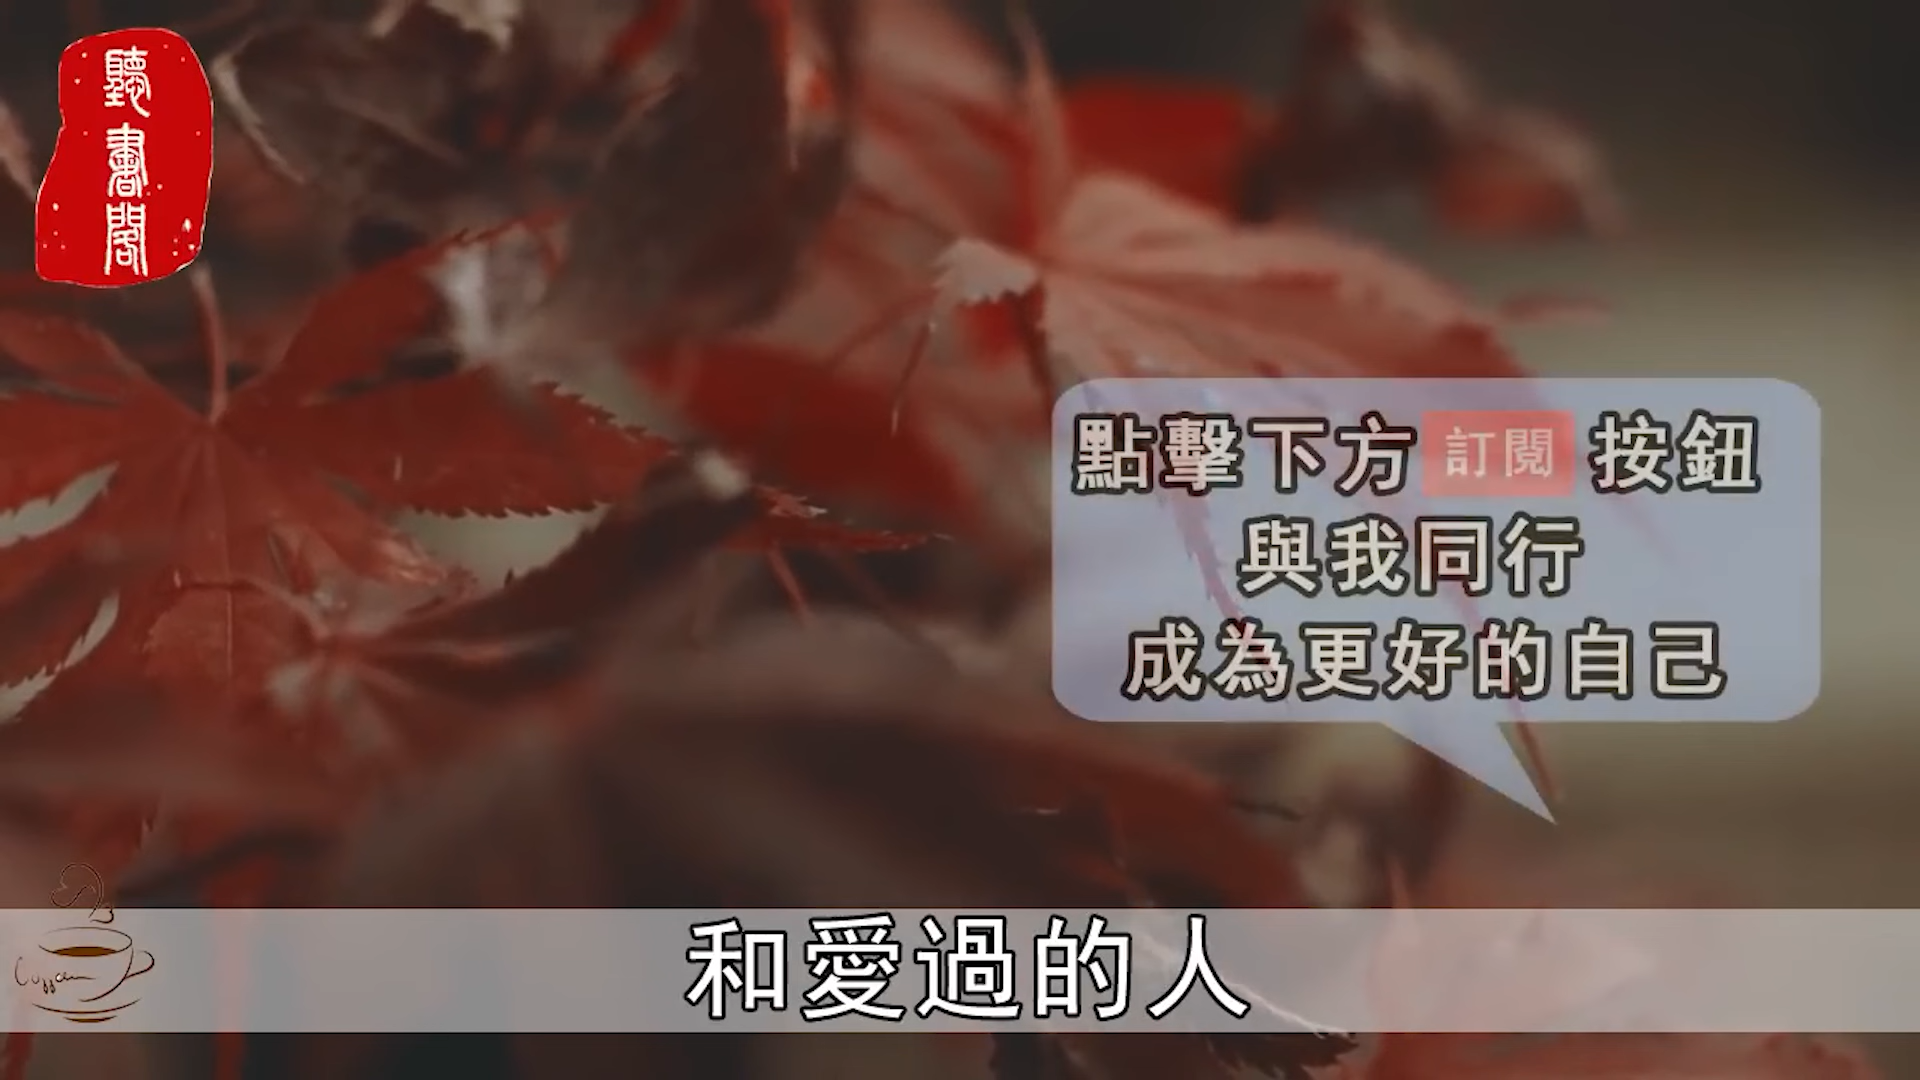 聽書閣
點擊下方 訂閱 按鈕
與我同行
成為更好的自己
和愛過的人